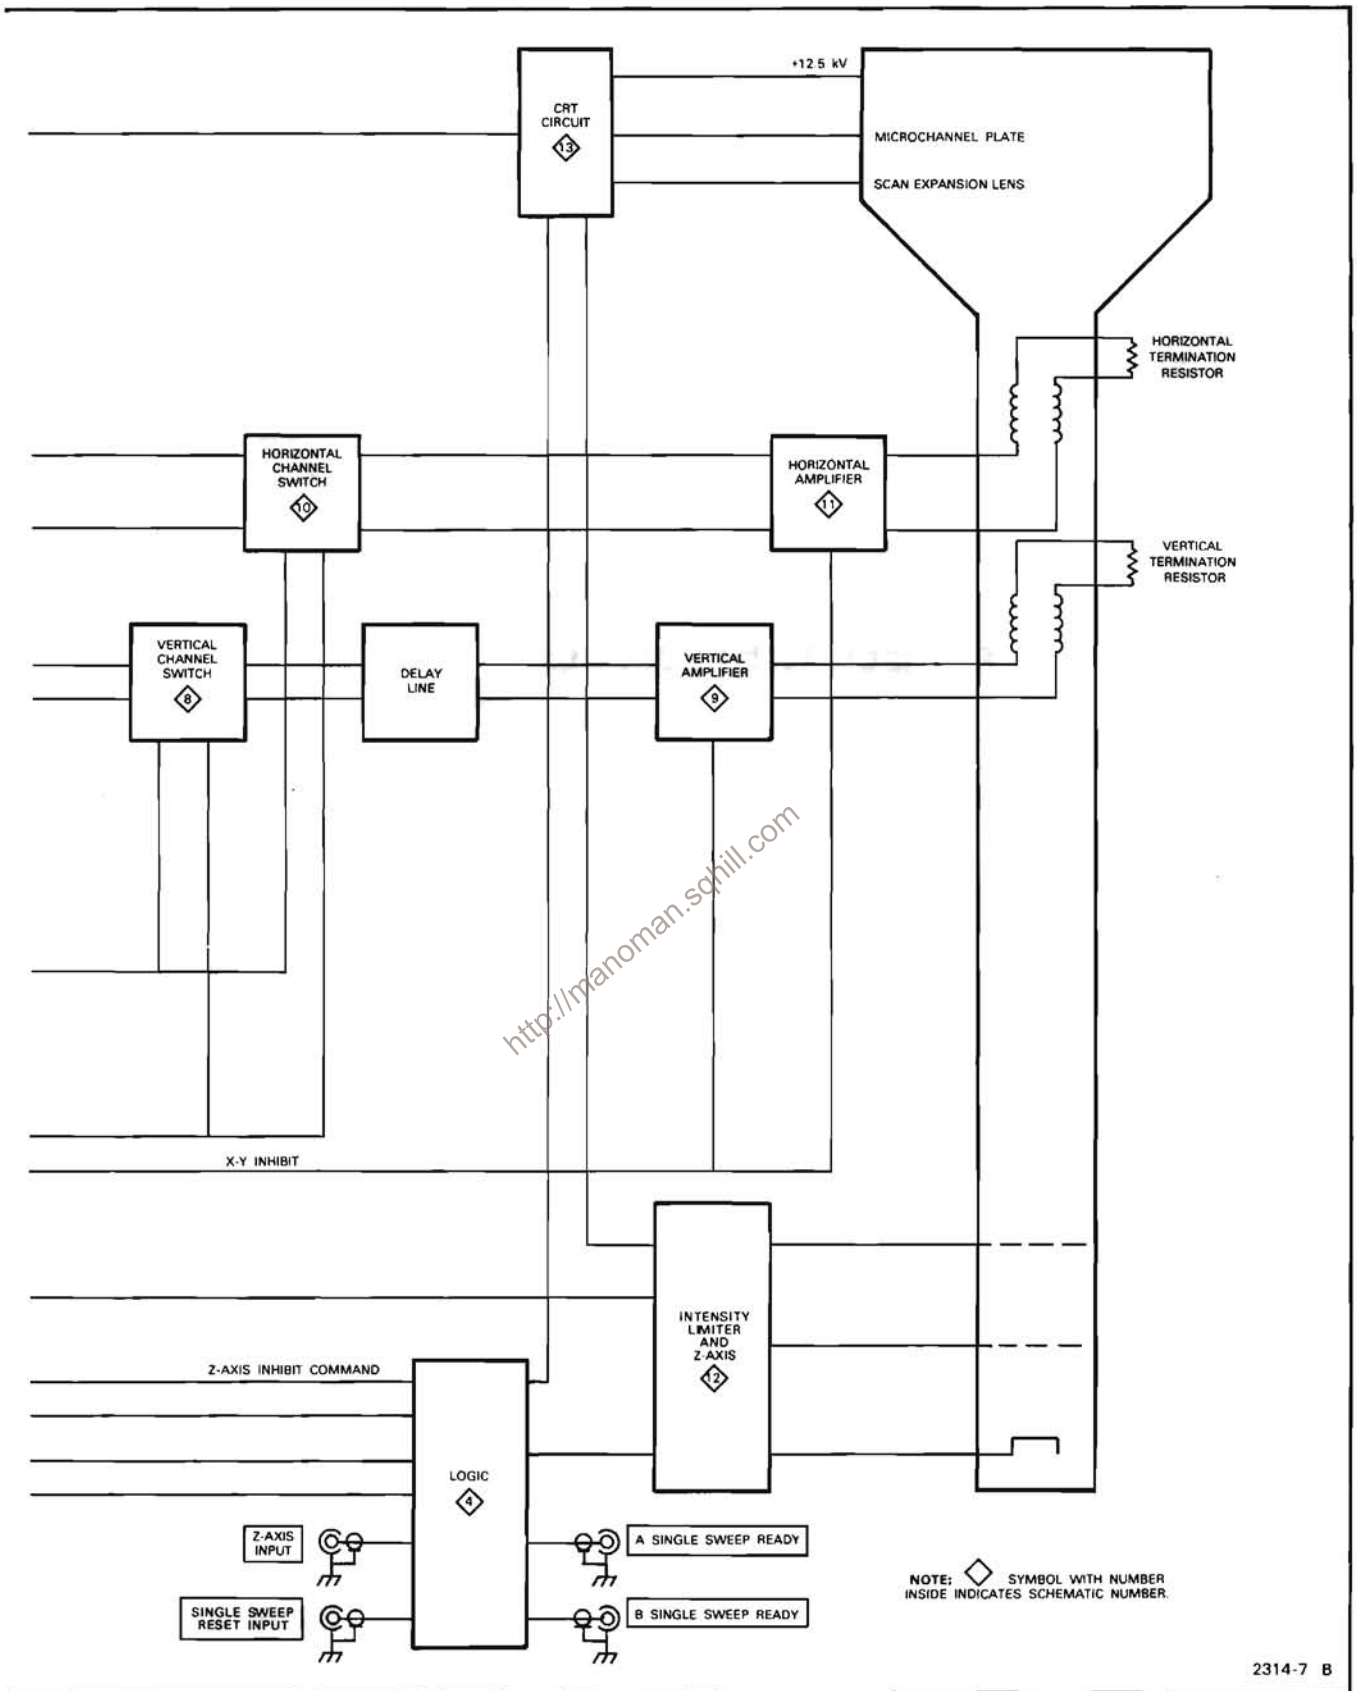 +12.5 kV
CRT
CIRCUIT
13
MICROCHANNEL PLATE
SCAN EXPANSION LENS
HORIZONTAL
TERMINATION
RESISTOR
HORIZONTAL
CHANNEL
SWITCH
10
HORIZONTAL
AMPLIFIER
11
VERTICAL
TERMINATION
RESISTOR
VERTICAL
CHANNEL
SWITCH
8
DELAY
LINE
VERTICAL
AMPLIFIER
9
http://manoman.sqhill.com
X-Y INHIBIT
INTENSITY
LIMITER
AND
Z-AXIS
12
Z-AXIS INHIBIT COMMAND
LOGIC
4
Z-AXIS
INPUT
A SINGLE SWEEP READY
SINGLE SWEEP
RESET INPUT
B SINGLE SWEEP READY
NOTE: SYMBOL WITH NUMBER
INSIDE INDICATES SCHEMATIC NUMBER.
2314-7 B